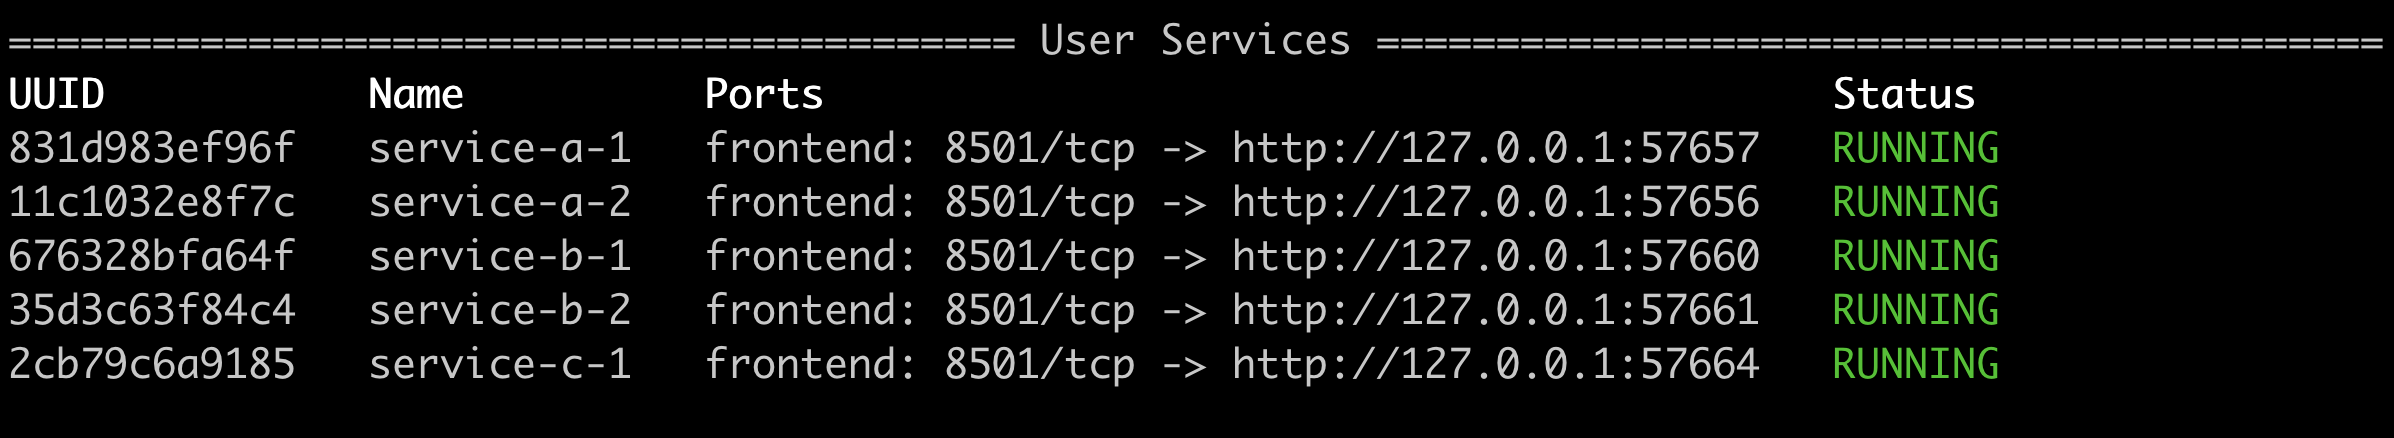 ========================================== User Services ==========================================
UUID Name Ports Status
831d983ef96f service-a-1 frontend: 8501/tcp -> http://127.0.0.1:57657 RUNNING
11c1032e8f7c service-a-2 frontend: 8501/tcp -> http://127.0.0.1:57656 RUNNING
676328bfa64f service-b-1 frontend: 8501/tcp -> http://127.0.0.1:57660 RUNNING
35d3c63f84c4 service-b-2 frontend: 8501/tcp -> http://127.0.0.1:57661 RUNNING
2cb79c6a9185 service-c-1 frontend: 8501/tcp -> http://127.0.0.1:57664 RUNNING